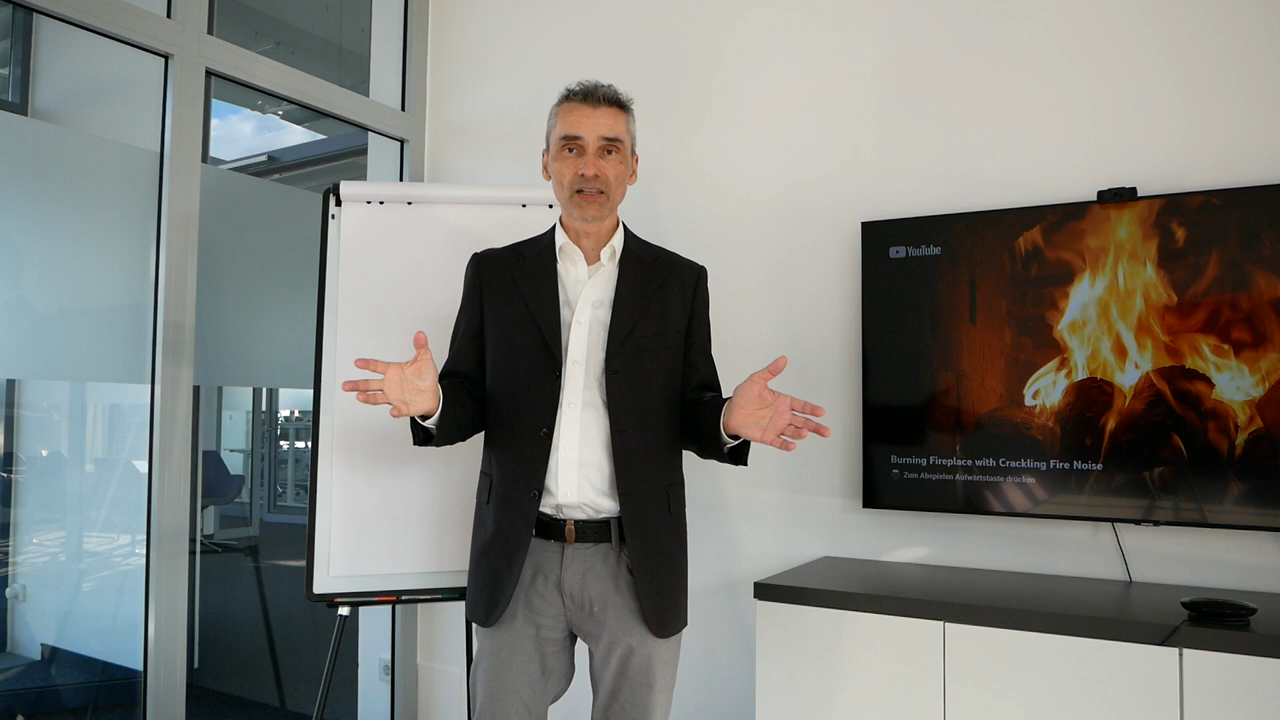 YouTube
Burning Fireplace with Crackling Fire Noise
Zum Abspielen Aufwärtstaste drücken